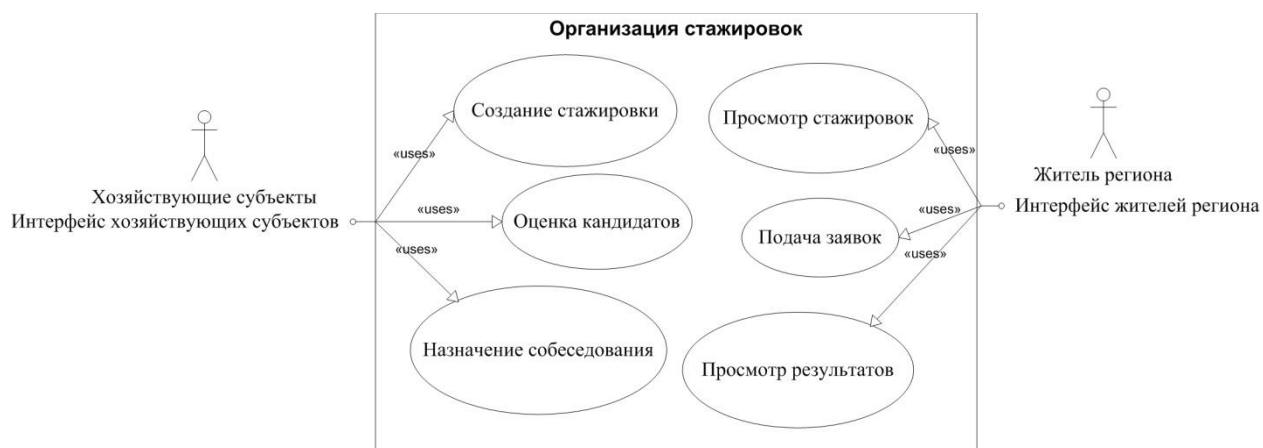 Организация стажировок
Создание стажировки
Просмотр стажировок
«uses»
«uses»
Хозяйствующие субъекты
Интерфейс хозяйствующих субъектов
«uses»
Оценка кандидатов
«uses»
Житель региона
Интерфейс жителей региона
«uses»
Подача заявок
«uses»
Назначение собеседования
Просмотр результатов